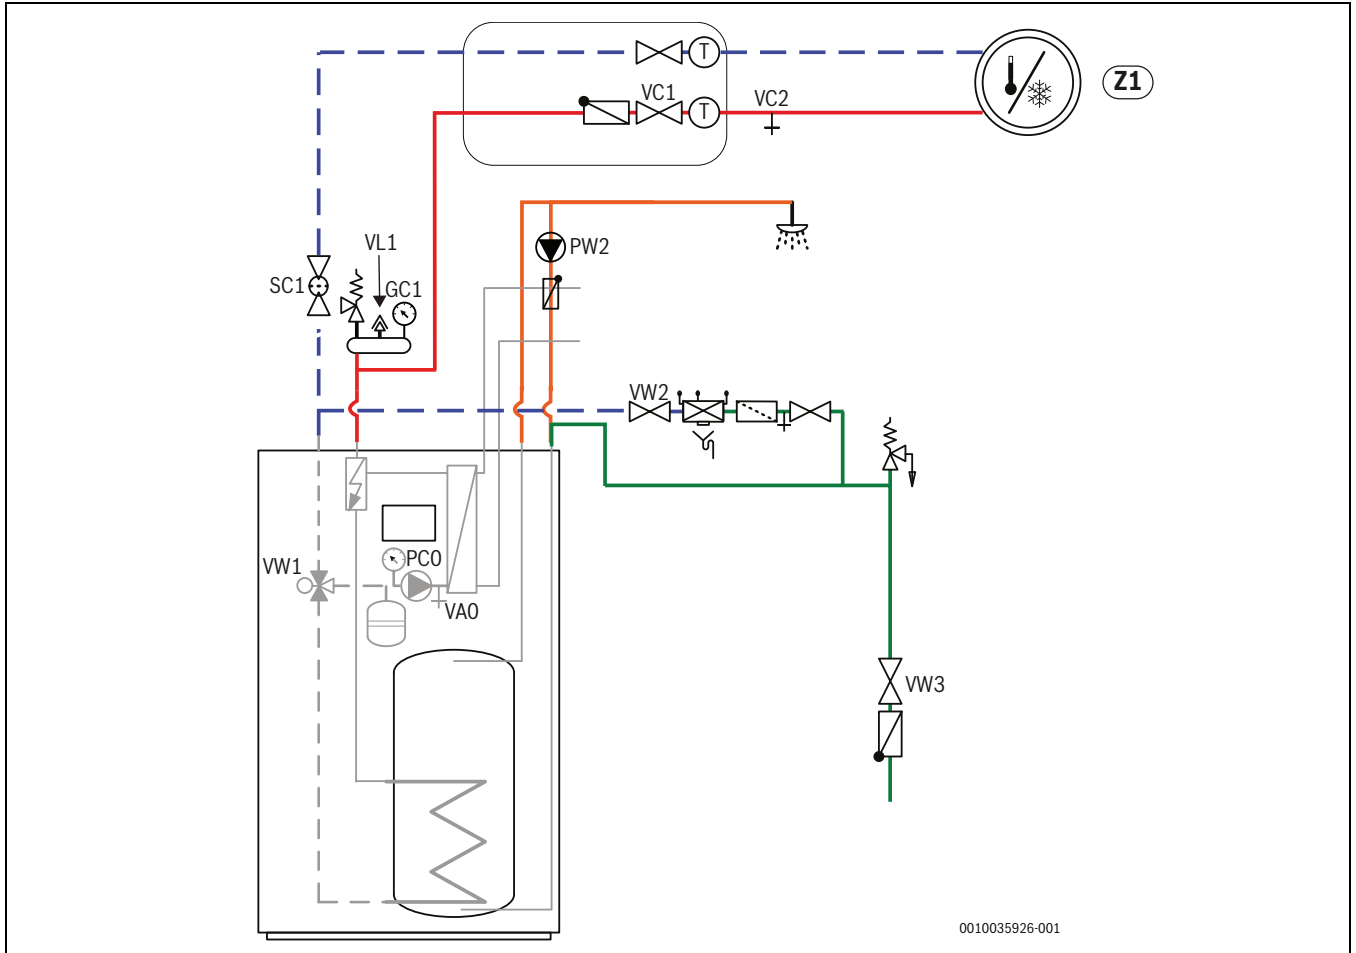 T
Z1
VC1
T
VC2
PW2
VL1
SC1
GC1
VW2
PC0
VW1
VA0
VW3
0010035926-001